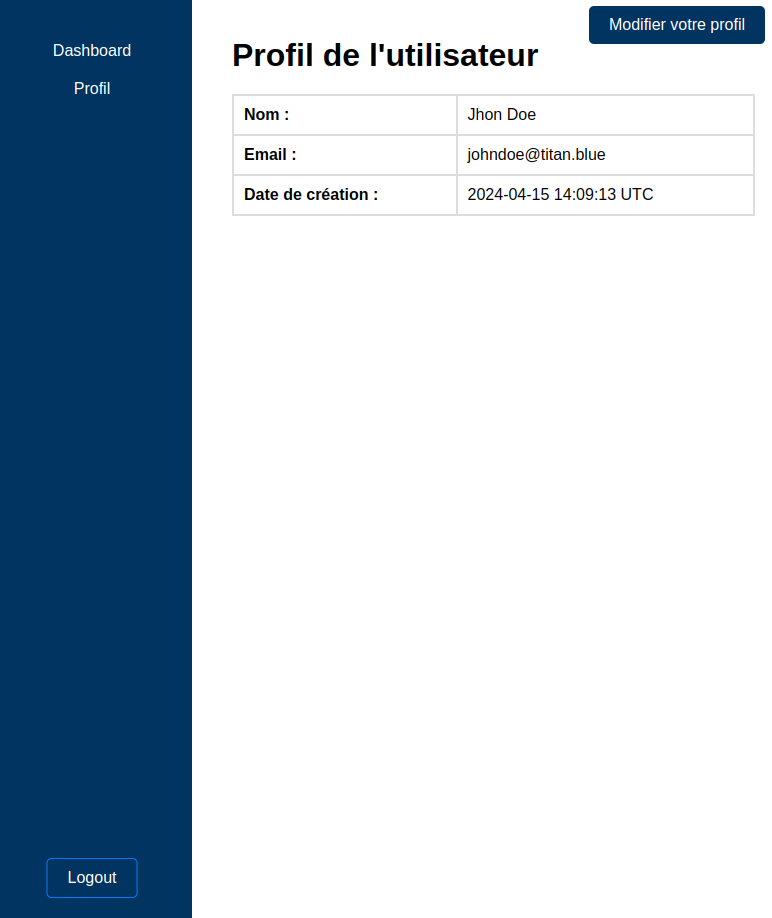 Dashboard
Profil
Logout
Modifier votre profil
Profil de l'utilisateur
Nom : Jhon Doe
Email : johndoe@titan.blue
Date de création : 2024-04-15 14:09:13 UTC